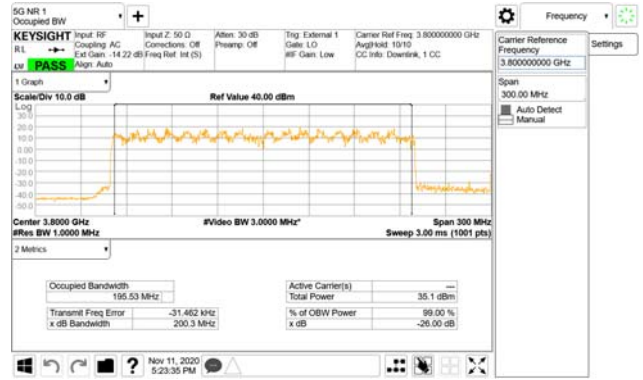 5G NR 1
Occupied BW
Frequency
KEYSIGHT
RL
PASS
Input: RF
Coupling: AC
Ext Gain: -14.22 dB
Align: Auto
Input Z: 50 Ω
Corrections: Off
Freq Ref: Int (S)
Atten: 30 dB
Preamp: Off
Trig: External 1
Gate: LO
#IF Gain: Low
Carrier Ref Freq: 3.800000000 GHz
Avg|Hold: 10/10
CC Info: Downlink, 1 CC
Carrier Reference
Frequency
3.800000000 GHz
Settings
Span
300.00 MHz
Auto Detect
Manual
1 Graph
Scale/Div 10.0 dB
Ref Value 40.00 dBm
Log
30.0
20.0
10.0
0.00
-10.0
-20.0
-30.0
-40.0
-50.0
Center 3.8000 GHz
#Video BW 3.0000 MHz*
Span 300 MHz
#Res BW 1.0000 MHz
Sweep 3.00 ms (1001 pts)
2 Metrics
Occupied Bandwidth
195.53 MHz
Active Carrier(s)
---
Total Power
35.1 dBm
Transmit Freq Error
-31.462 kHz
% of OBW Power
99.00 %
x dB Bandwidth
200.3 MHz
x dB
-26.00 dB
?
Nov 11, 2020
5:23:35 PM